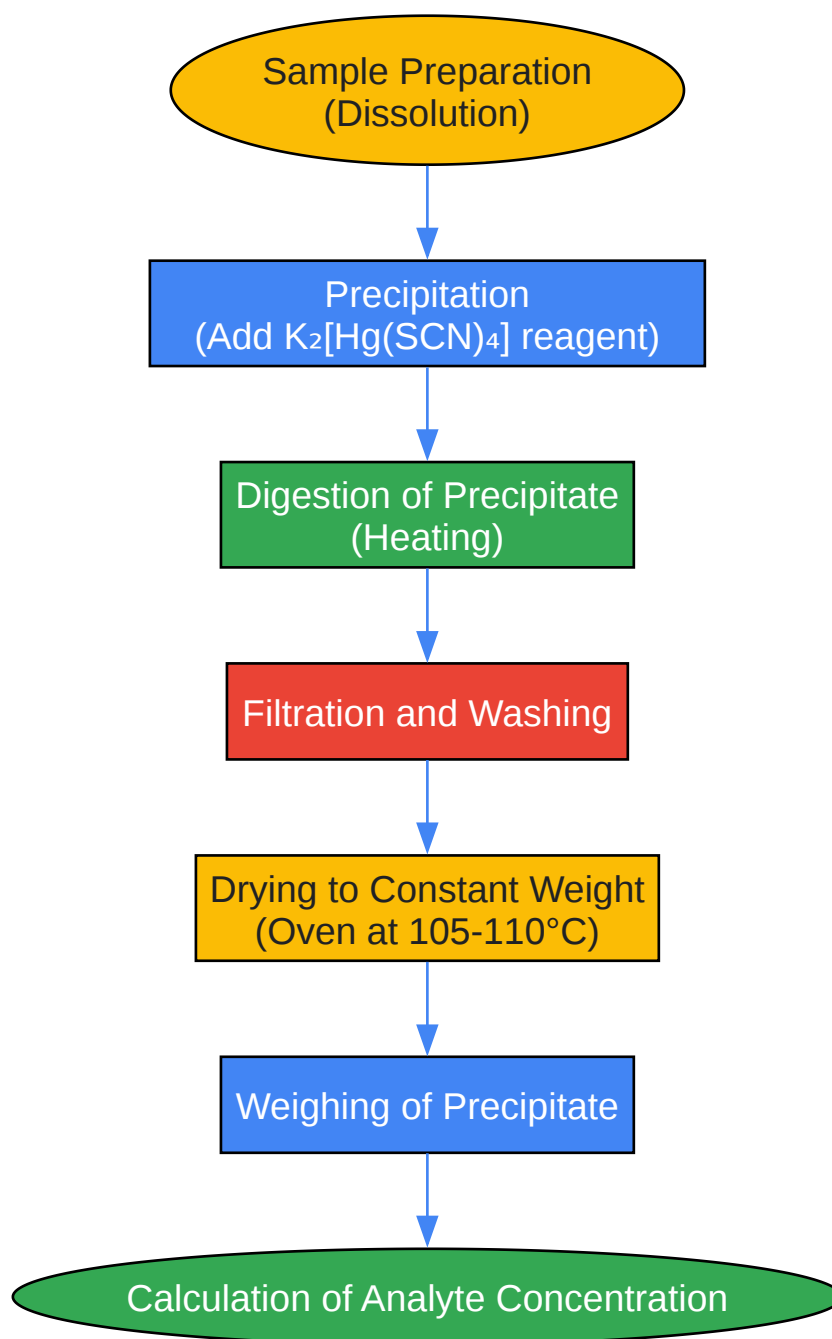 Sample Preparation
(Dissolution)
Precipitation
(Add K₂[Hg(SCN)₄] reagent)
Digestion of Precipitate
(Heating)
Filtration and Washing
Drying to Constant Weight
(Oven at 105-110°C)
Weighing of Precipitate
Calculation of Analyte Concentration